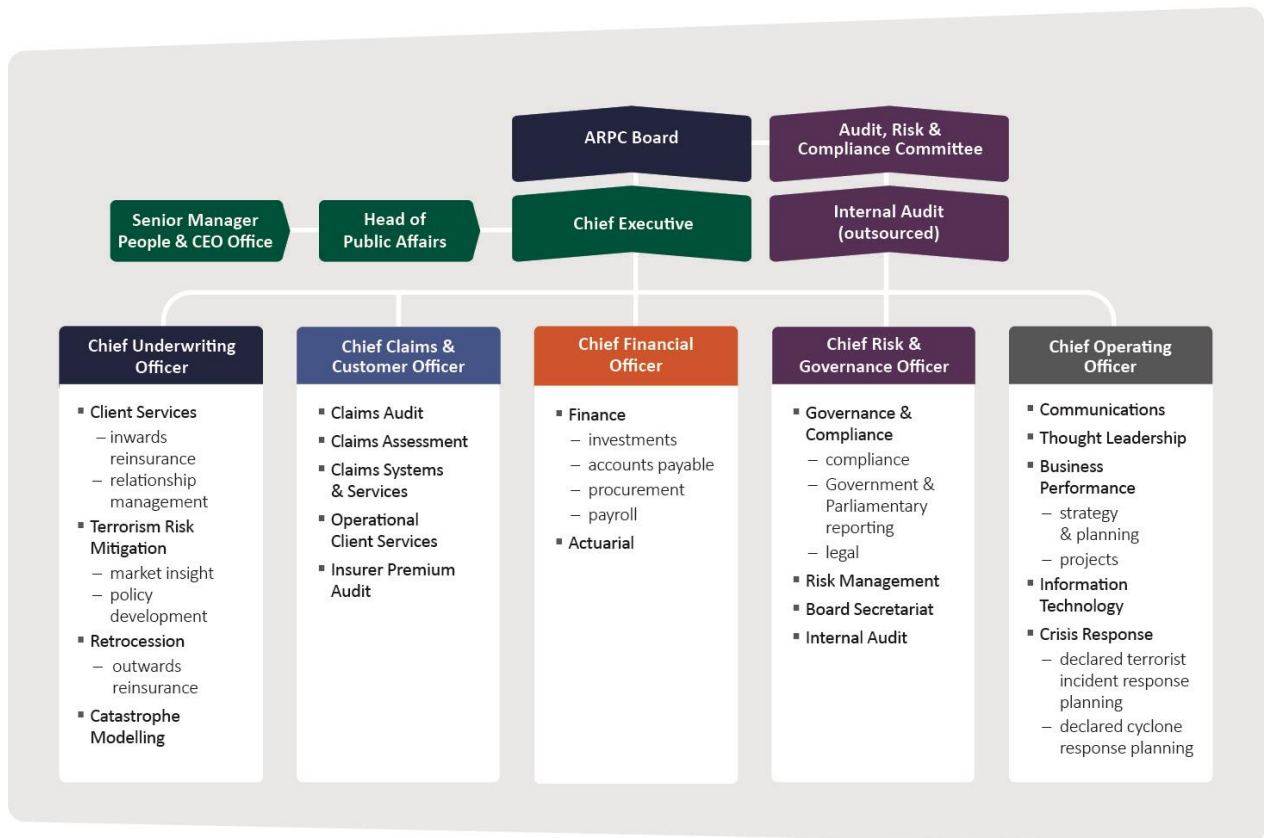 ARPC Board
Audit, Risk &
Compliance Committee
Senior Manager
People & CEO Office
Head of
Public Affairs
Chief Executive
Internal Audit
(outsourced)
Chief Underwriting
Officer
▪ Client Services
– inwards
reinsurance
– relationship
management
▪ Terrorism Risk
Mitigation
– market insight
– policy
development
▪ Retrocession
– outwards
reinsurance
▪ Catastrophe
Modelling
Chief Claims &
Customer Officer
▪ Claims Audit
▪ Claims Assessment
▪ Claims Systems
& Services
▪ Operational
Client Services
▪ Insurer Premium
Audit
Chief Financial
Officer
▪ Finance
– investments
– accounts payable
– procurement
– payroll
▪ Actuarial
Chief Risk &
Governance Officer
▪ Governance &
Compliance
– compliance
– Government &
Parliamentary
reporting
– legal
▪ Risk Management
▪ Board Secretariat
▪ Internal Audit
Chief Operating
Officer
▪ Communications
▪ Thought Leadership
▪ Business
Performance
– strategy
& planning
– projects
▪ Information
Technology
▪ Crisis Response
– declared terrorist
incident response
planning
– declared cyclone
response planning